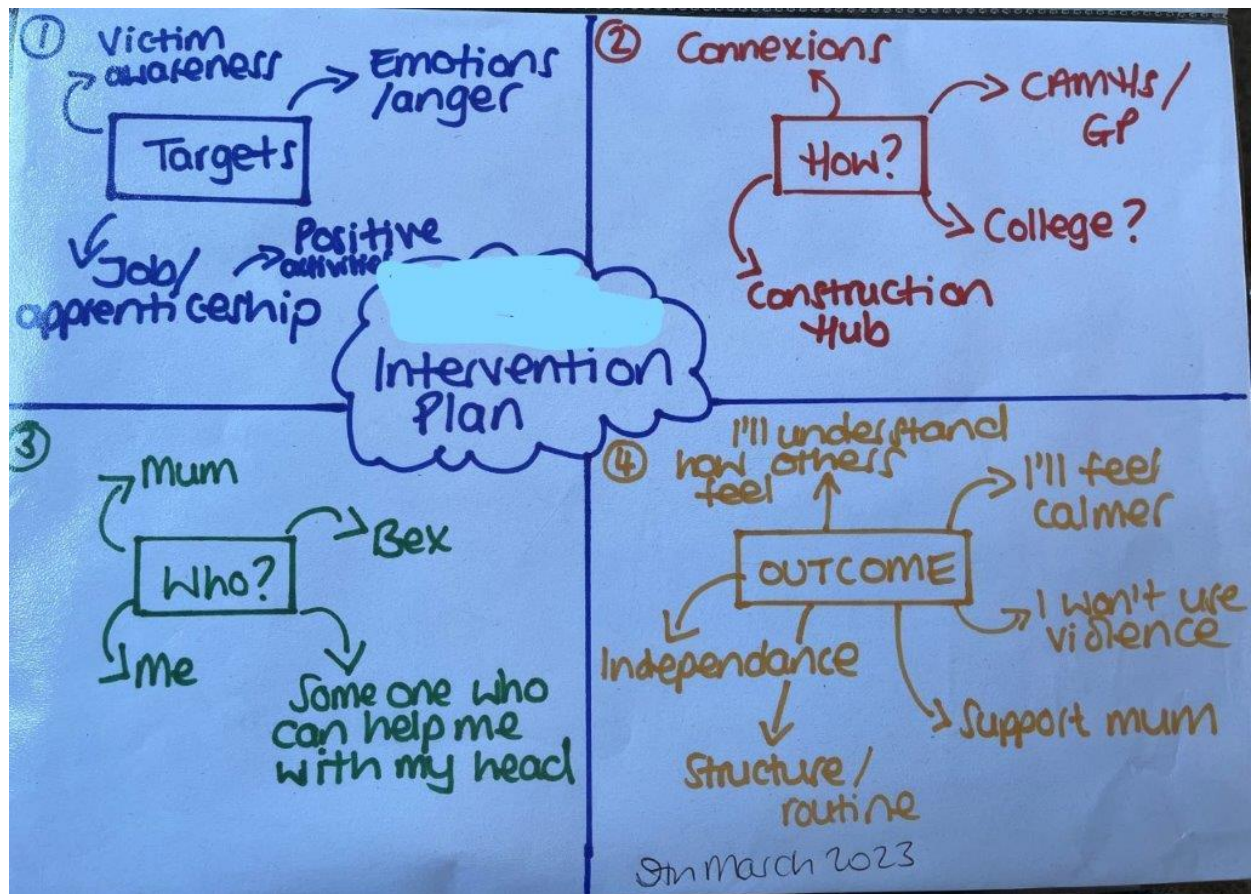 1
Victim
awareness
Emotions
/anger
Targets
Job/
apprenticeship
Positive
activities
2
Connexions
CAMHs/
GP
How?
College?
Construction
Hub
Intervention
Plan
3
Mum
Bex
Who?
Me
Some one who
can help me
with my head
4
I'll understand
how others
feel
I'll feel
calmer
OUTCOME
I won't use
violence
Independance
Support mum
Structure/
routine
9th March 2023